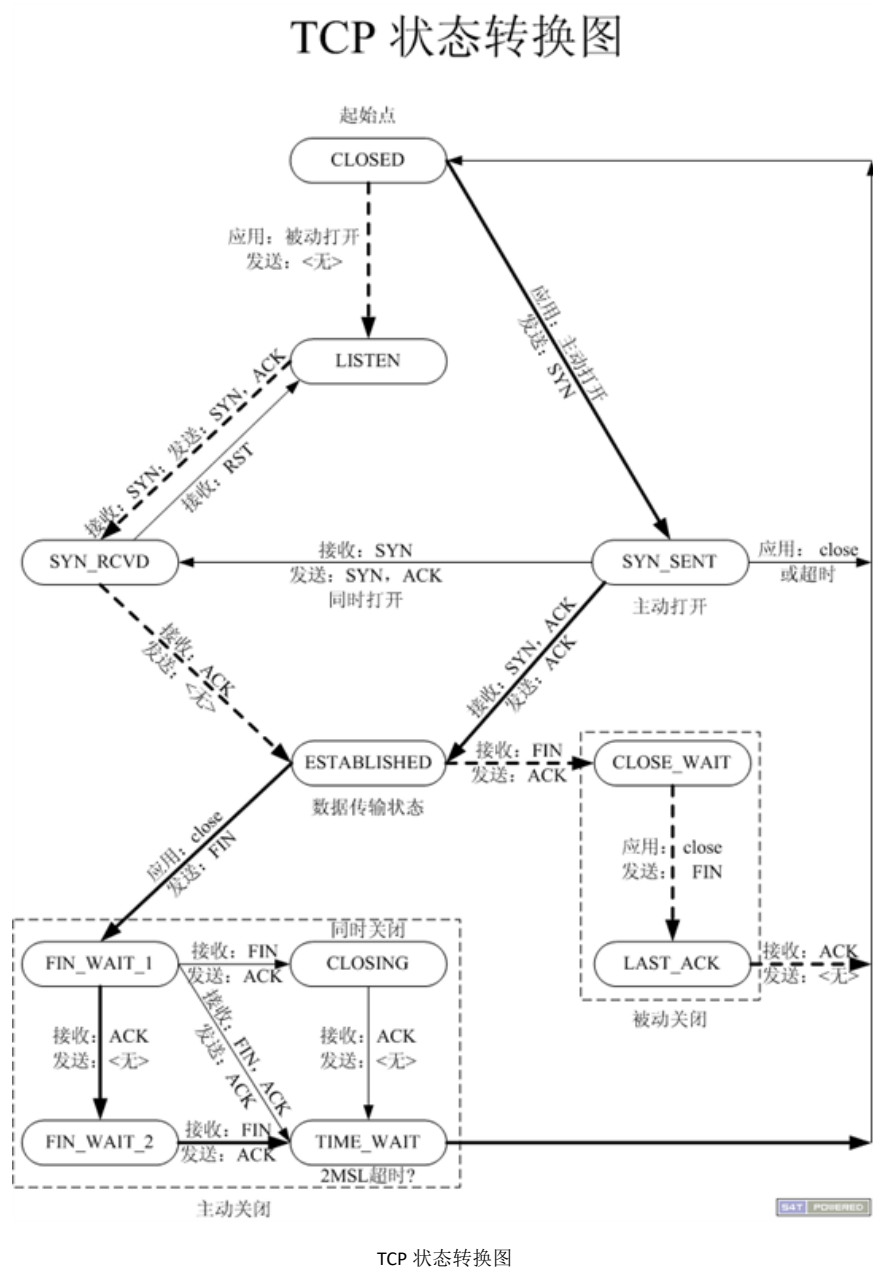 TCP 状态转换图
起始点
CLOSED
应用：被动打开
发送：<无>
应用：主动打开
发送：SYN
LISTEN
接收：SYN；发送：SYN，ACK
接收：RST
SYN_RCVD
接收：SYN
发送：SYN，ACK
同时打开
SYN_SENT
主动打开
应用： close
或超时
接收：ACK
发送：<无>
接收：SYN，ACK
发送：ACK
ESTABLISHED
数据传输状态
接收：FIN
发送：ACK
CLOSE_WAIT
应用： close
发送： FIN
应用：close
发送：FIN
同时关闭
FIN_WAIT_1
接收：FIN
发送：ACK
CLOSING
LAST_ACK
接收：ACK
发送：<无>
被动关闭
接收：ACK
发送：<无>
接收：FIN，ACK
发送：ACK
接收：ACK
发送：<无>
FIN_WAIT_2
接收：FIN
发送：ACK
TIME_WAIT
2MSL超时?
主动关闭
54T POWERED
TCP 状态转换图